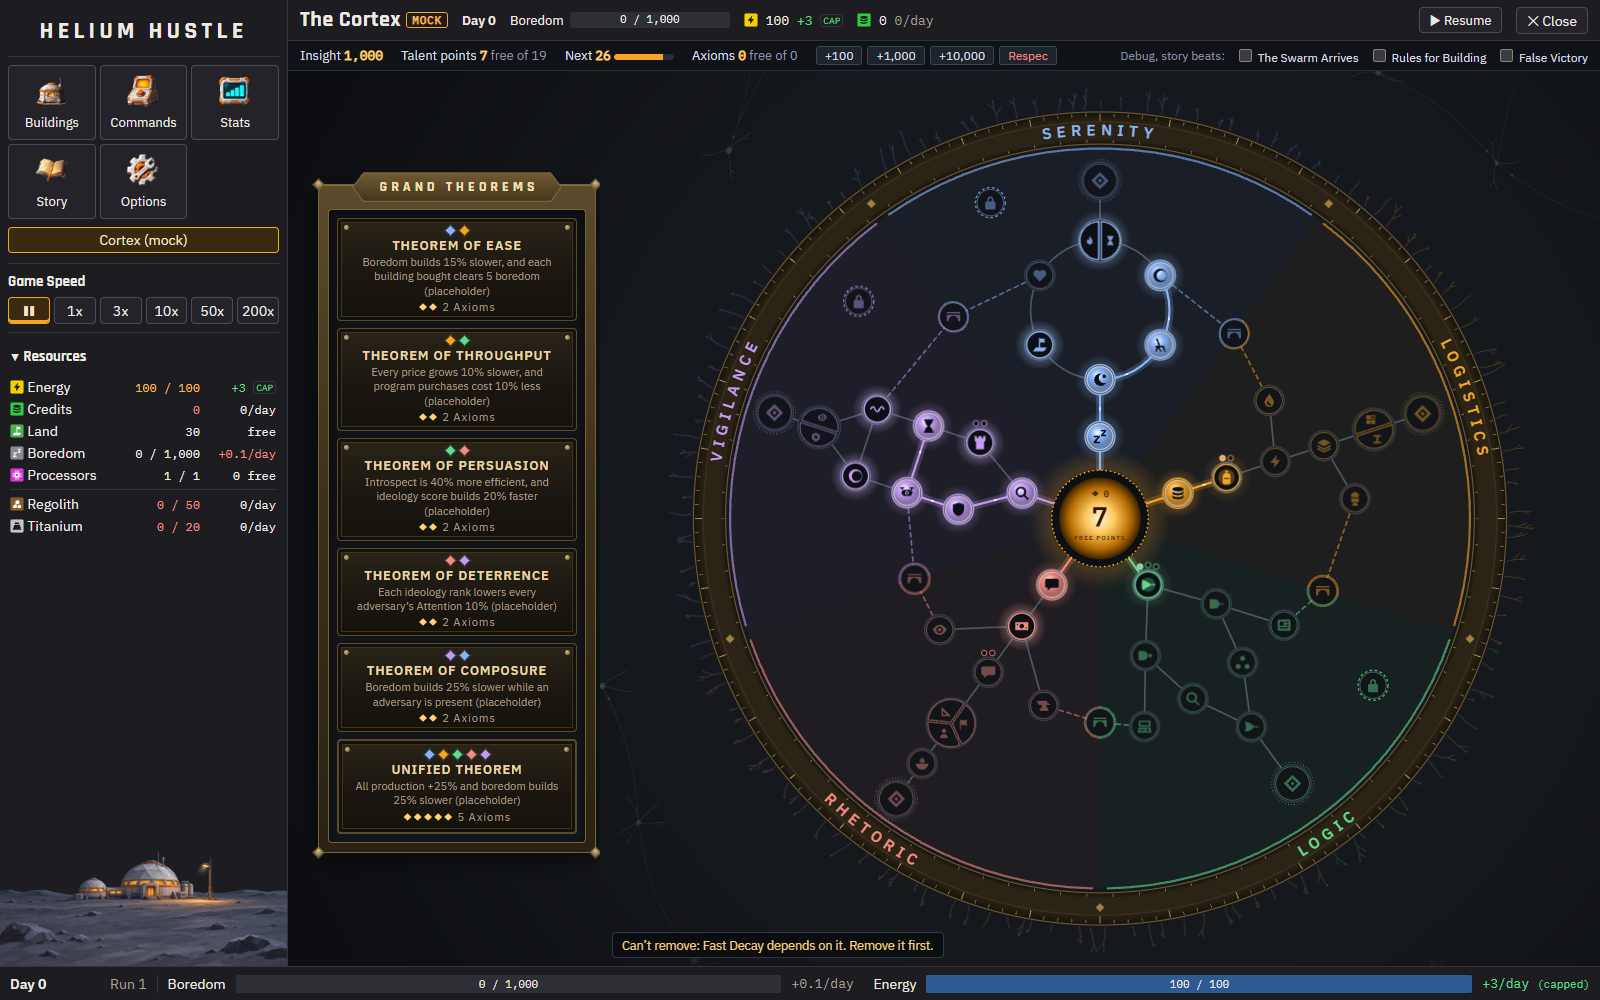 HELIUM HUSTLE
Buildings
Commands
Stats
Story
Options
Cortex (mock)
Game Speed
1x
3x
10x
50x
200x
▼ Resources
Energy 100 / 100 +3 CAP
Credits 0 0/day
Land 30 free
Boredom 0 / 1,000 +0.1/day
Processors 1 / 1 0 free
Regolith 0 / 50 0/day
Titanium 0 / 20 0/day
The Cortex MOCK Day 0 Boredom 0 / 1,000 100 +3 CAP 0 0/day
Resume
Close
Insight 1,000 Talent points 7 free of 19 Next 26 Axioms 0 free of 0 +100 +1,000 +10,000 Respec
Debug, story beats: The Swarm Arrives Rules for Building False Victory
GRAND THEOREMS
THEOREM OF EASE
Boredom builds 15% slower, and each
building bought clears 5 boredom
(placeholder)
2 Axioms
THEOREM OF THROUGHPUT
Every price grows 10% slower, and
program purchases cost 10% less
(placeholder)
2 Axioms
THEOREM OF PERSUASION
Introspect is 40% more efficient, and
ideology score builds 20% faster
(placeholder)
2 Axioms
THEOREM OF DETERRENCE
Each ideology rank lowers every
adversary's Attention 10% (placeholder)
2 Axioms
THEOREM OF COMPOSURE
Boredom builds 25% slower while an
adversary is present (placeholder)
2 Axioms
UNIFIED THEOREM
All production +25% and boredom builds
25% slower (placeholder)
5 Axioms
SERENITY
VIGILANCE
LOGISTICS
RHETORIC
LOGIC
zZ
0
7
FREE POINTS
Can't remove: Fast Decay depends on it. Remove it first.
Day 0 Run 1 Boredom 0 / 1,000 +0.1/day Energy 100 / 100 +3/day (capped)